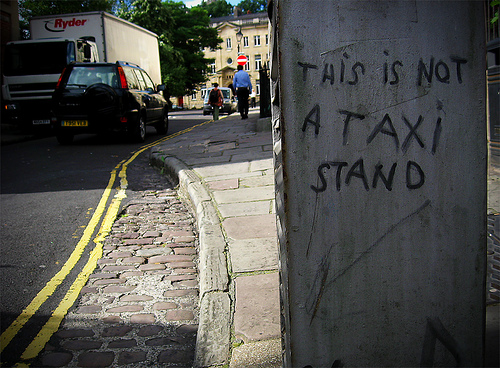 Ryder
THIS IS NOT
A TAXi
STAND